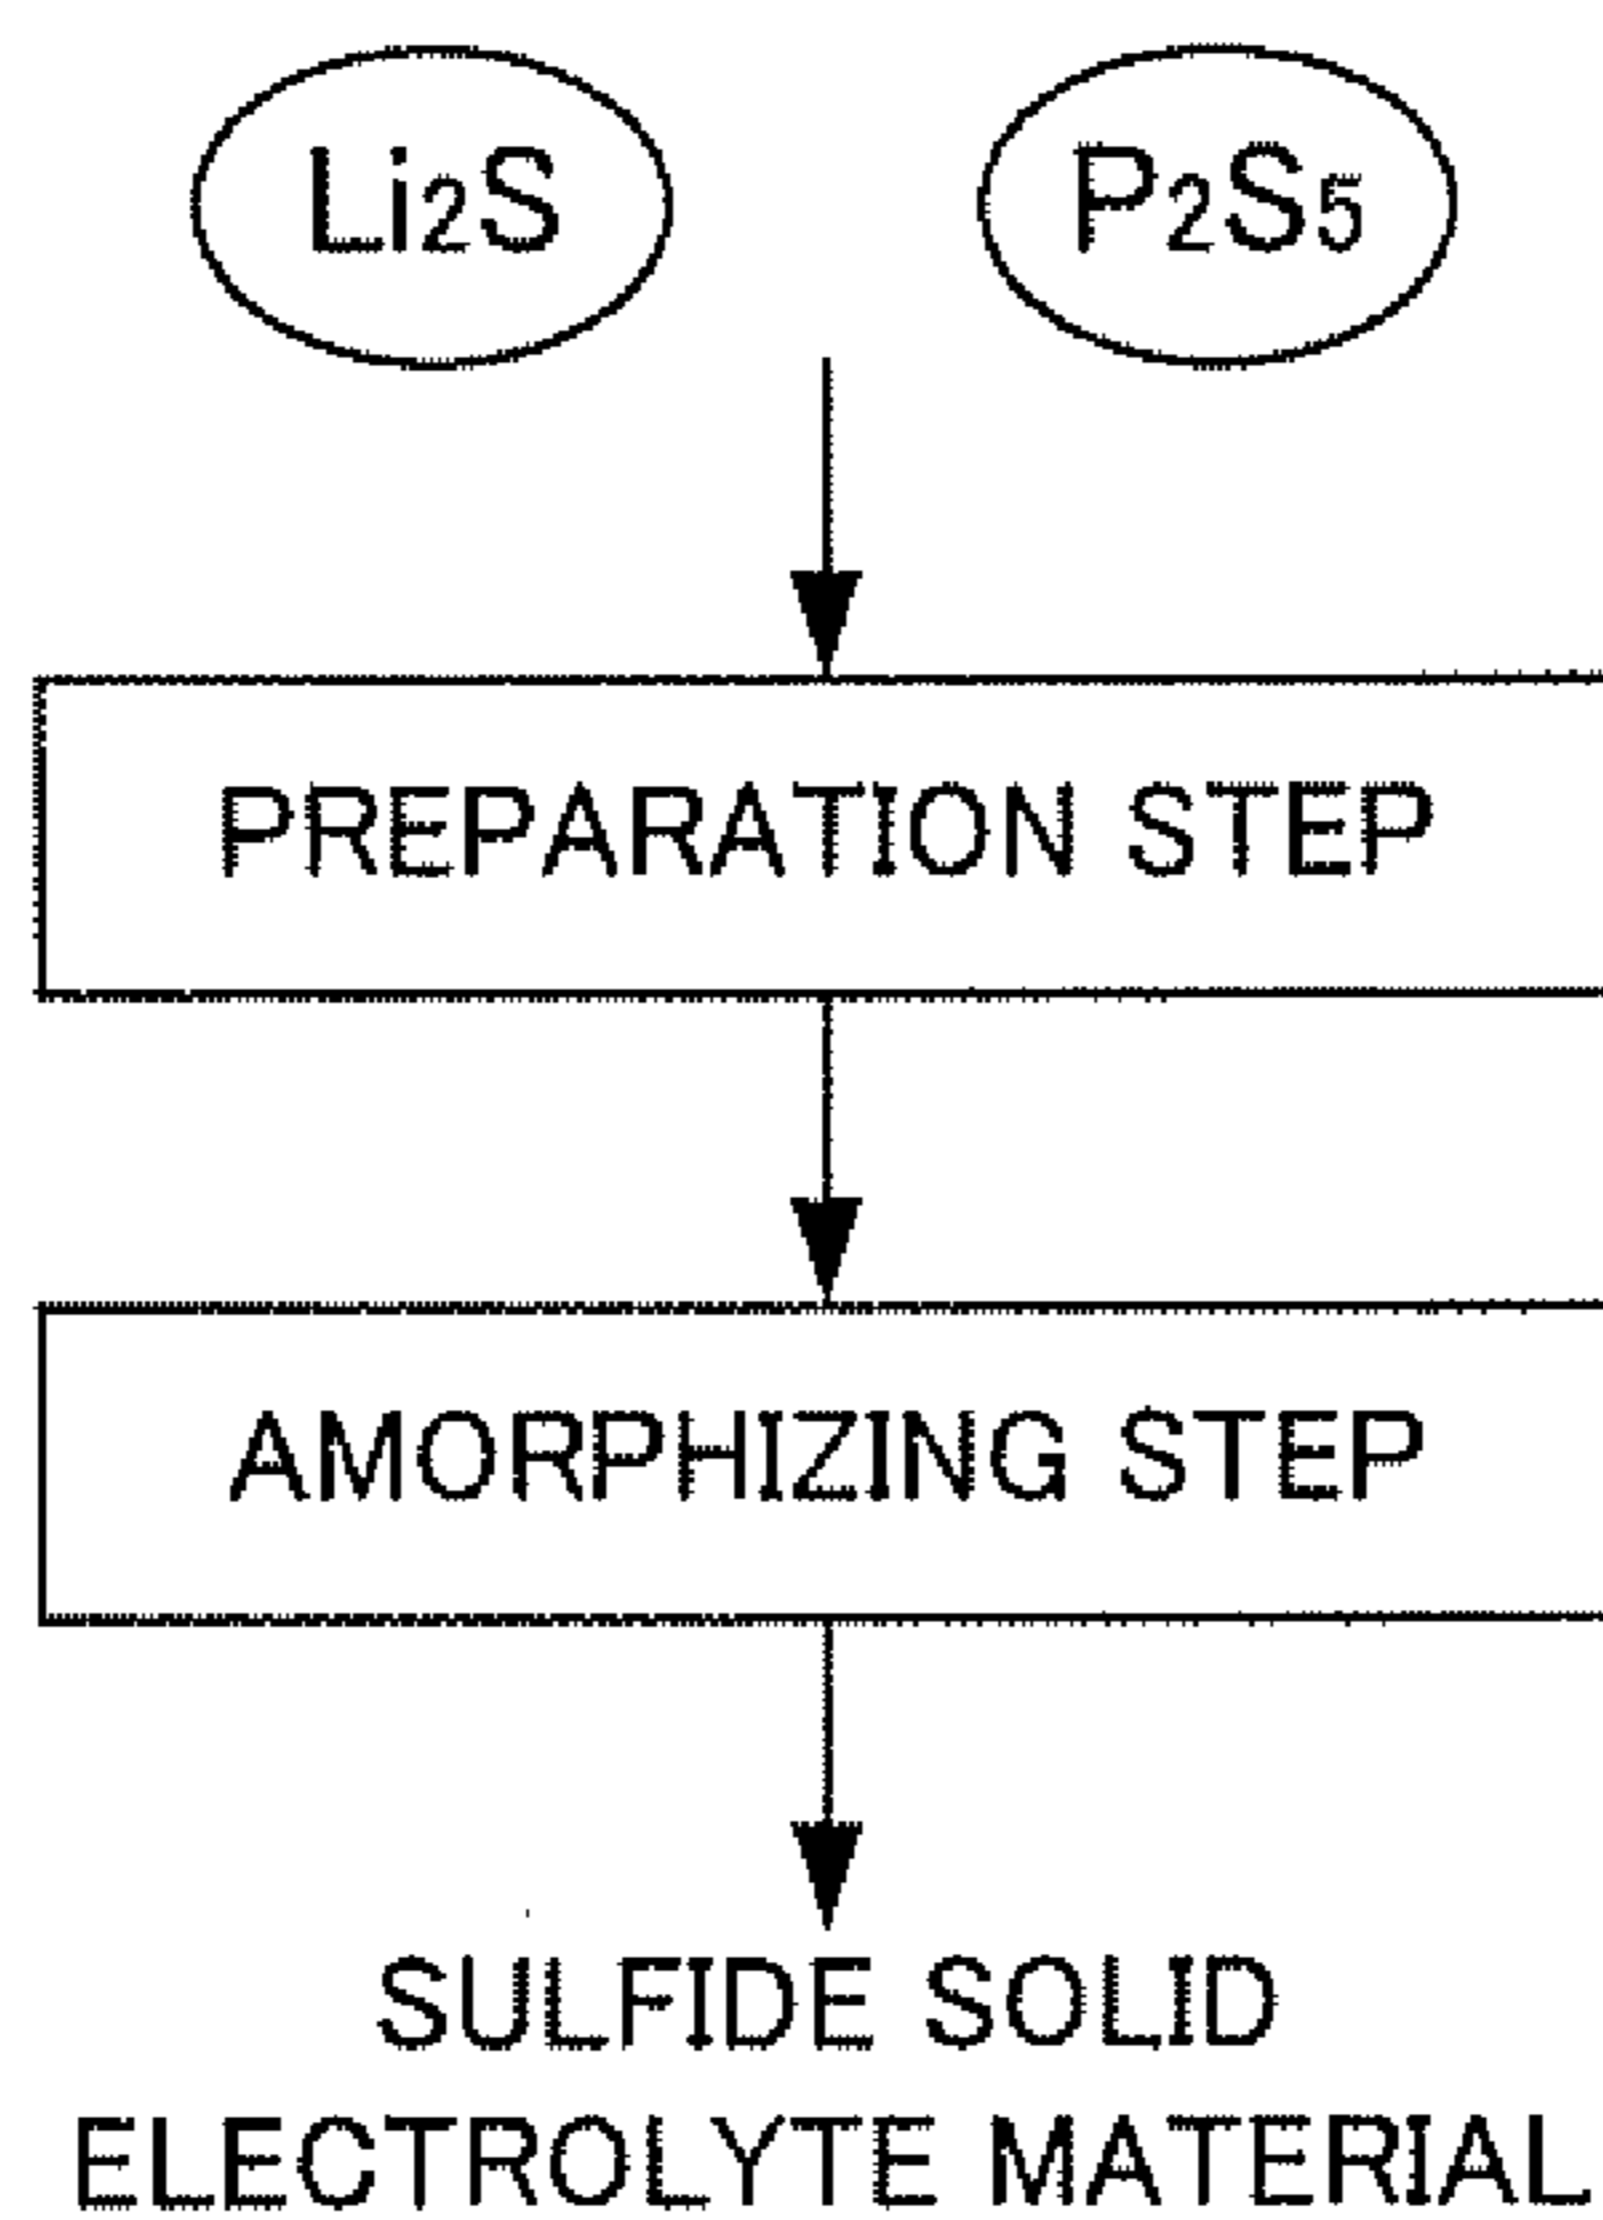 Li2S P2S5
PREPARATION STEP
AMORPHIZING STEP
SULFIDE SOLID
ELECTROLYTE MATERIAL